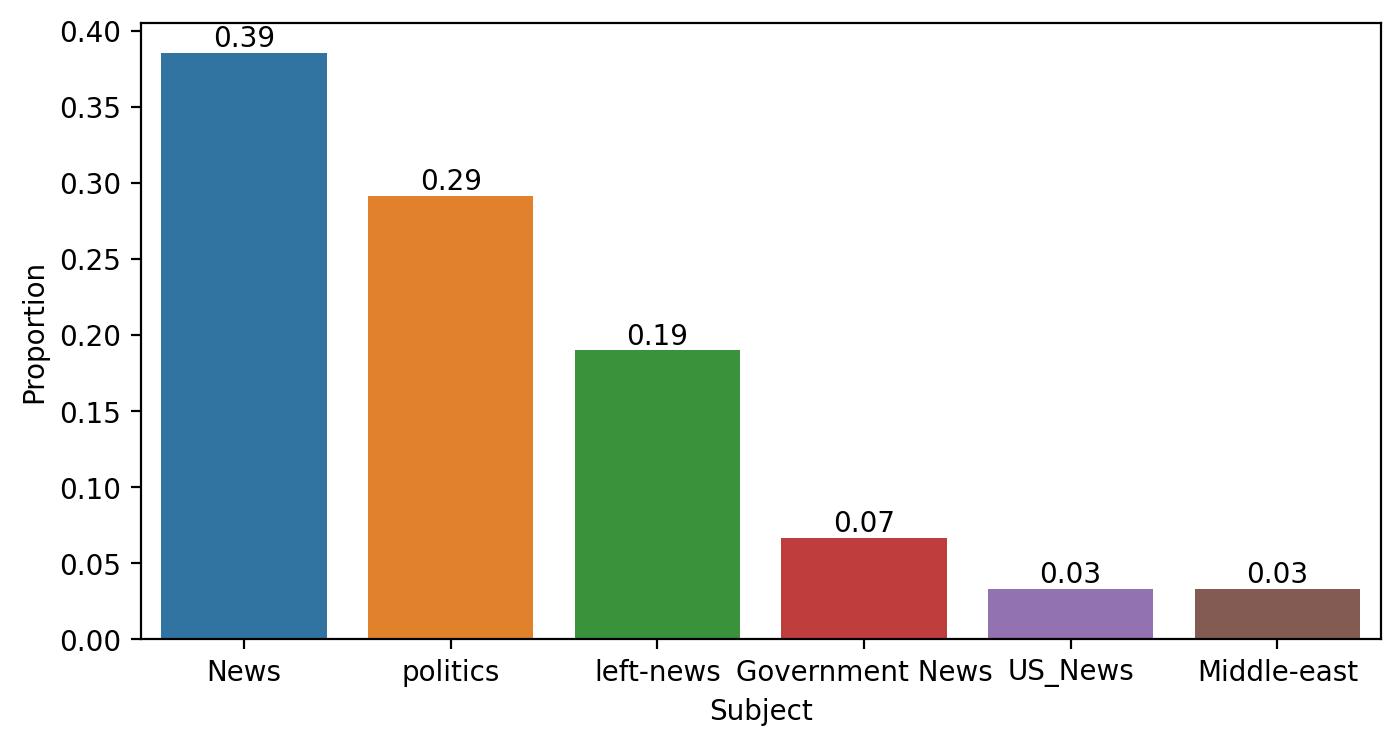 0.40
0.35
0.30
0.25
0.20
0.15
0.10
0.05
0.00
Proportion
0.39
0.29
0.19
0.07
0.03
0.03
News
politics
left-news
Government News
US_News
Middle-east
Subject